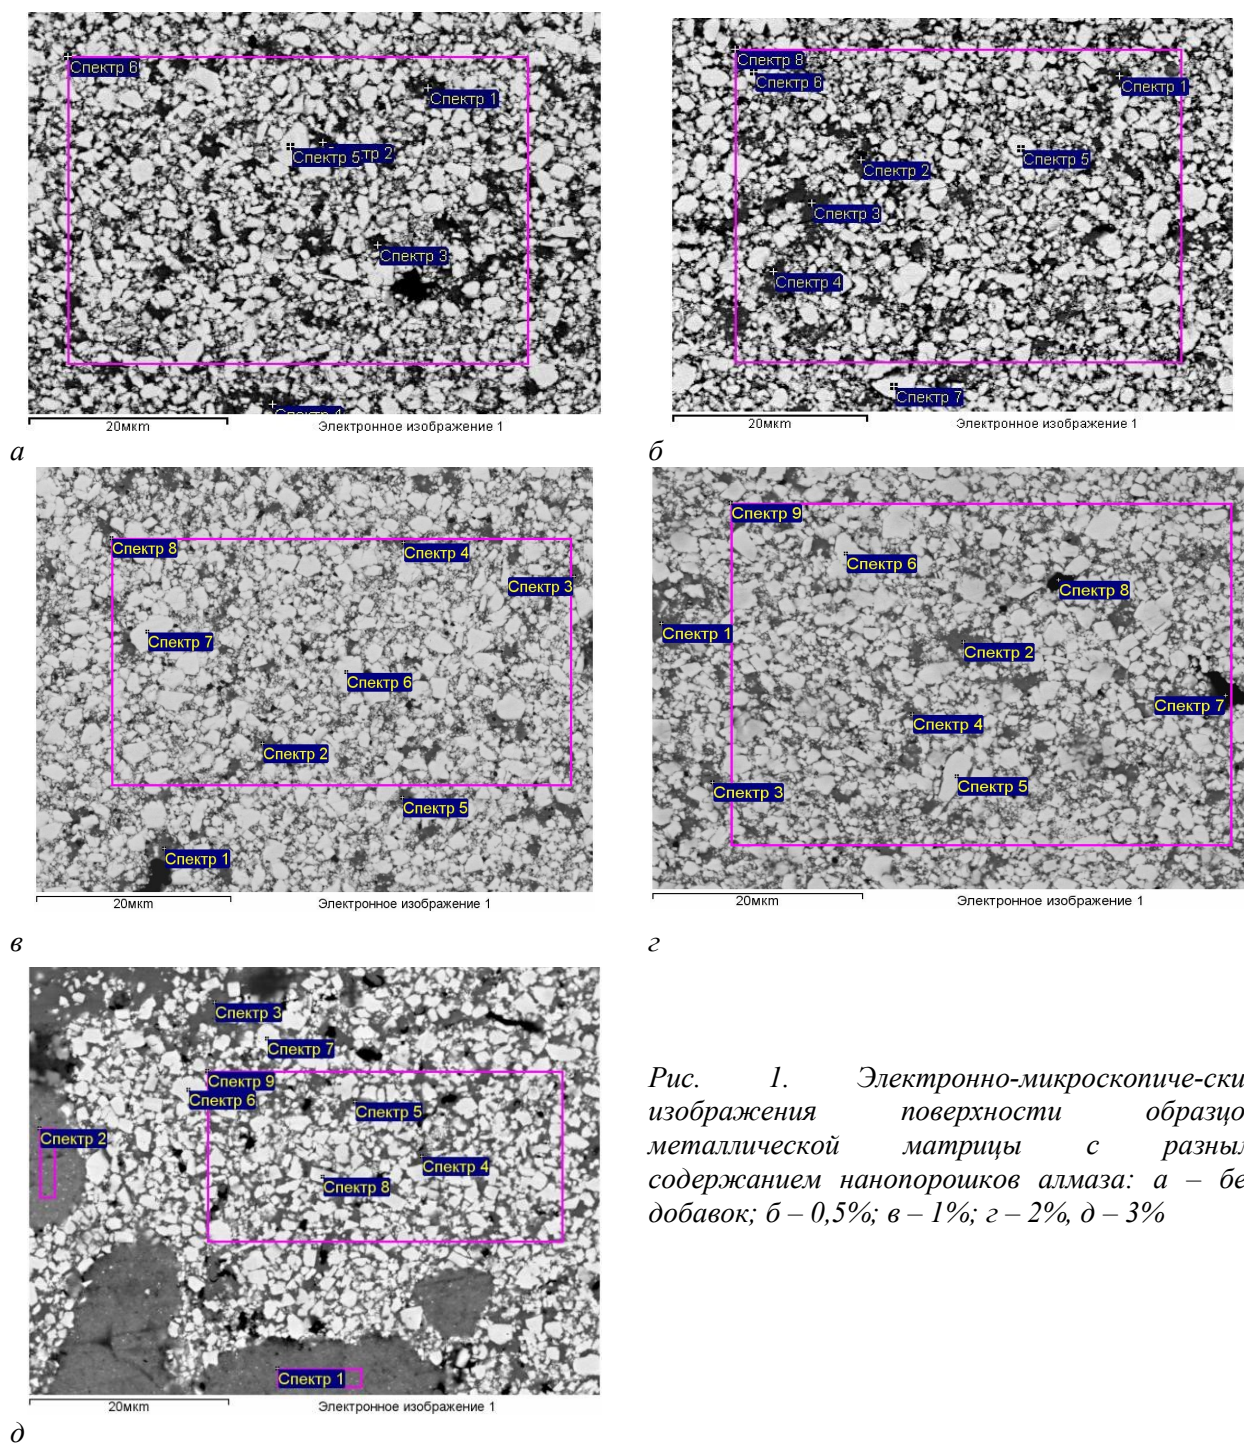 Спектр 6
Спектр 1
Спектр 5 тр 2
Спектр 3
20мкm Электронное изображение 1
а
Спектр 8
Спектр 6
Спектр 1
Спектр 5
Спектр 2
Спектр 3
Спектр 4
Спектр 7
20мкm Электронное изображение 1
б
Спектр 8
Спектр 4
Спектр 3
Спектр 7
Спектр 6
Спектр 2
Спектр 5
Спектр 1
20мкm Электронное изображение 1
в
Спектр 9
Спектр 6
Спектр 8
Спектр 1
Спектр 2
Спектр 7
Спектр 4
Спектр 5
Спектр 3
20мкm Электронное изображение 1
г
Спектр 3
Спектр 7
Спектр 9
Спектр 6
Спектр 5
Спектр 2
Спектр 4
Спектр 8
Спектр 1
20мкm Электронное изображение 1
д
Рис. 1. Электронно-микроскопиче-ски
изображения поверхности образцо
металлической матрицы с разным
содержанием нанопорошков алмаза: а – бе
добавок; б – 0,5%; в – 1%; г – 2%, д – 3%